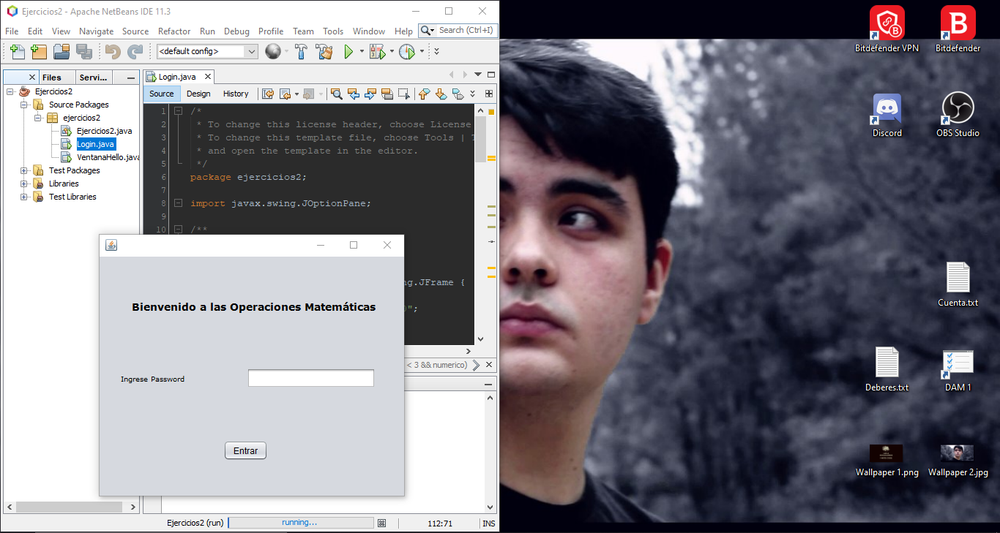 Ejercicios2 - Apache NetBeans IDE 11.3
File Edit View Navigate Source Refactor Run Debug Profile Team Tools Window Help Search (Ctrl+I)
<default config>
Files Servi... Login.java
Ejercicios2
Source Packages
ejercicios2
Ejercicios2.java
Login.java
VentanaHello.java
Test Packages
Libraries
Test Libraries
Source Design History
1 /*
2 * To change this license header, choose License
3 * To change this template file, choose Tools | T
4 * and open the template in the editor.
5 */
6 package ejercicios2;
7
8 import javax.swing.JOptionPane;
9
10 /**
ng.JFrame {
";
< 3 && numerico)
Bienvenido a las Operaciones Matemáticas
Ingrese Password
Entrar
Ejercicios2 (run) running... 112:71 INS
Bitdefender VPN
Bitdefender
Discord
OBS Studio
Cuenta.txt
Deberes.txt
DAM 1
Wallpaper 1.png
Wallpaper 2.jpg